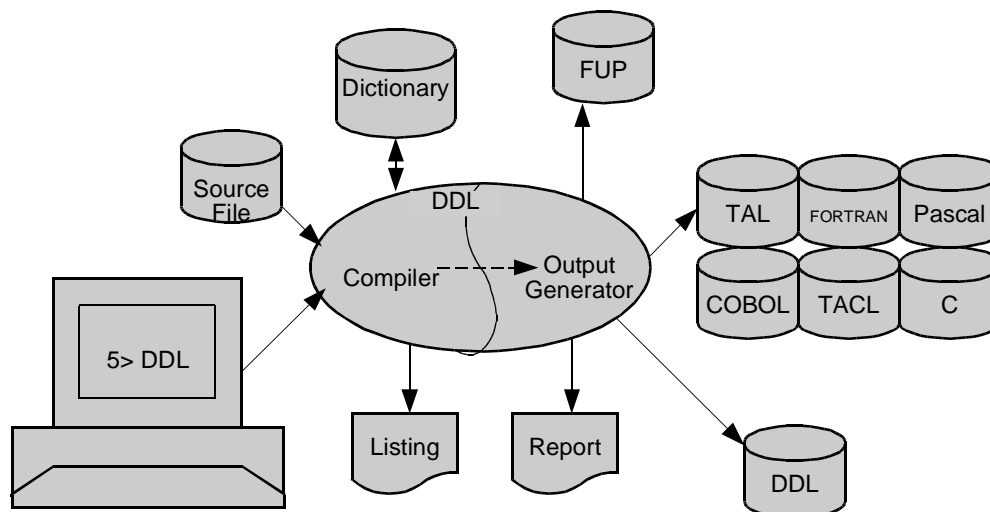 FUP
Dictionary
Source
File
DDL
TAL
FORTRAN
Pascal
Compiler
Output
Generator
COBOL
TACL
C
5> DDL
Listing
Report
DDL